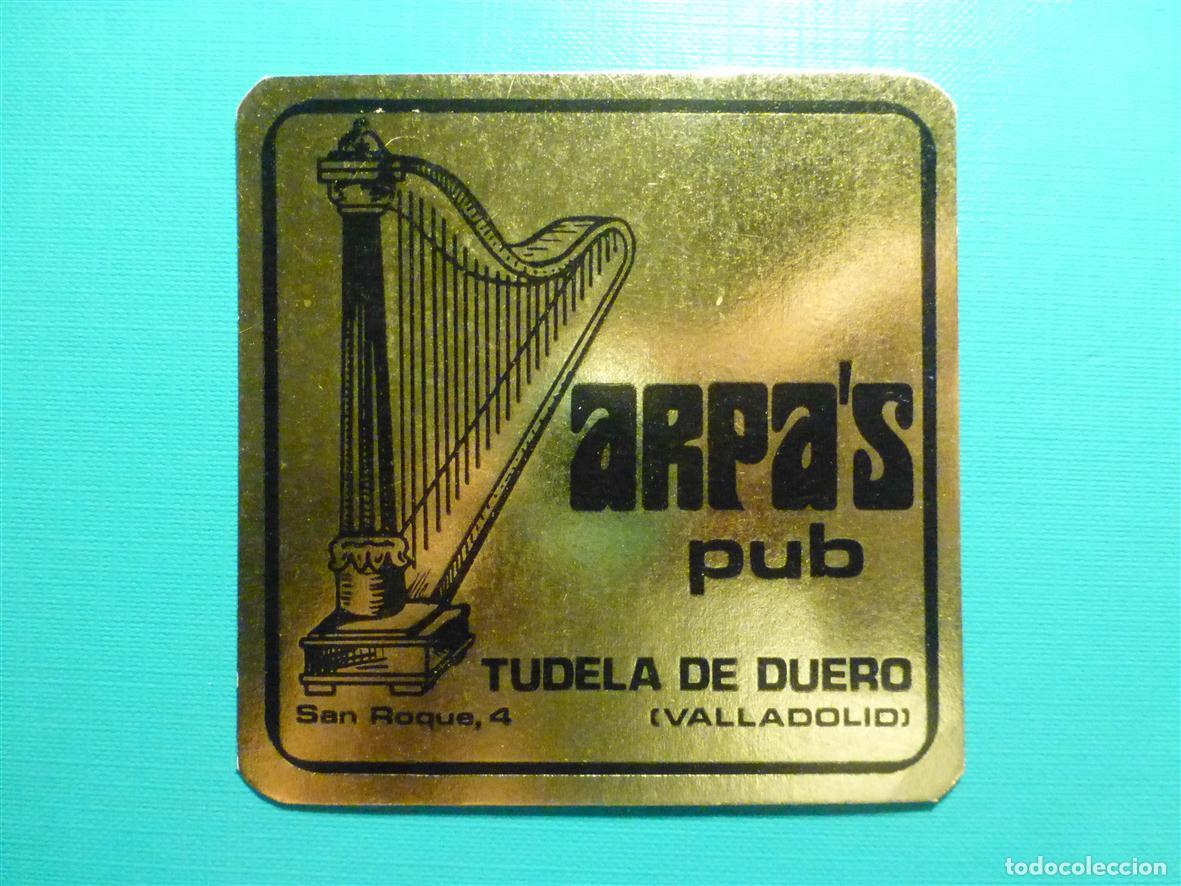 arpa's
pub
TUDELA DE DUERO
San Roque, 4 (VALLADOLID)
todocoleccion